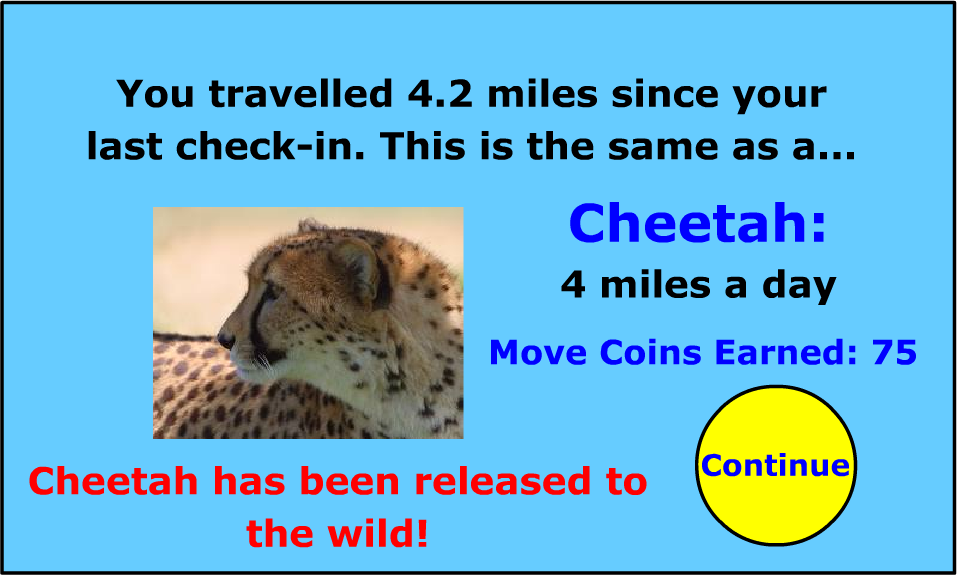 You travelled 4.2 miles since your
last check-in. This is the same as a...
Cheetah:
4 miles a day
Move Coins Earned: 75
Continue
Cheetah has been released to
the wild!